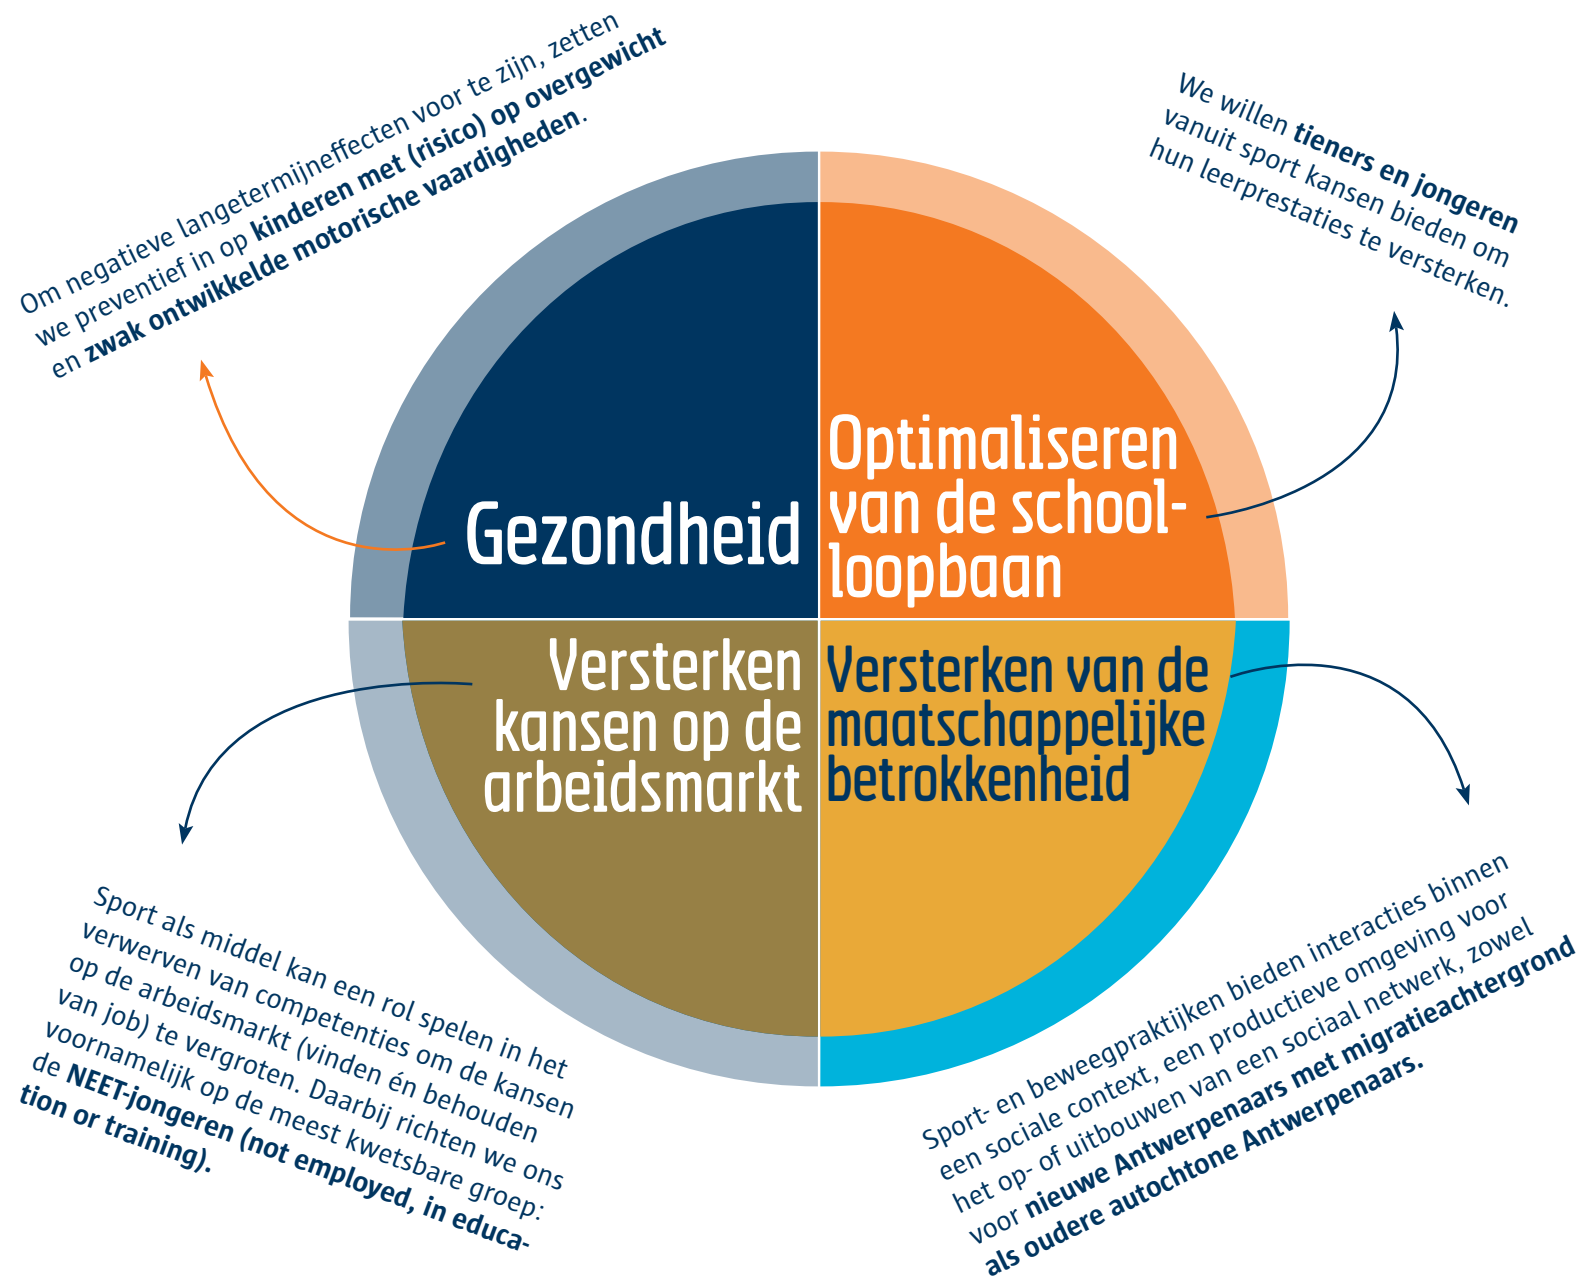 Om negatieve langetermijneffecten voor te zijn, zetten
we preventief in op kinderen met (risico) op overgewicht
en zwak ontwikkelde motorische vaardigheden.
We willen tieners en jongeren
vanuit sport kansen bieden om
hun leerprestaties te versterken.
Gezondheid
Optimaliseren
van de school-
loopbaan
Versterken
kansen op de
arbeidsmarkt
Versterken van de
maatschappelijke
betrokkenheid
Sport als middel kan een rol spelen in het
verwerven van competenties om de kansen
op de arbeidsmarkt (vinden én behouden
van job) te vergroten. Daarbij richten we ons
voornamelijk op de meest kwetsbare groep:
de NEET-jongeren (not employed, in educa-
tion or training).
Sport- en beweegpraktijken bieden interacties binnen
een sociale context, een productieve omgeving voor
het op- of uitbouwen van een sociaal netwerk, zowel
voor nieuwe Antwerpenaars met migratieachtergrond
als oudere autochtone Antwerpenaars.